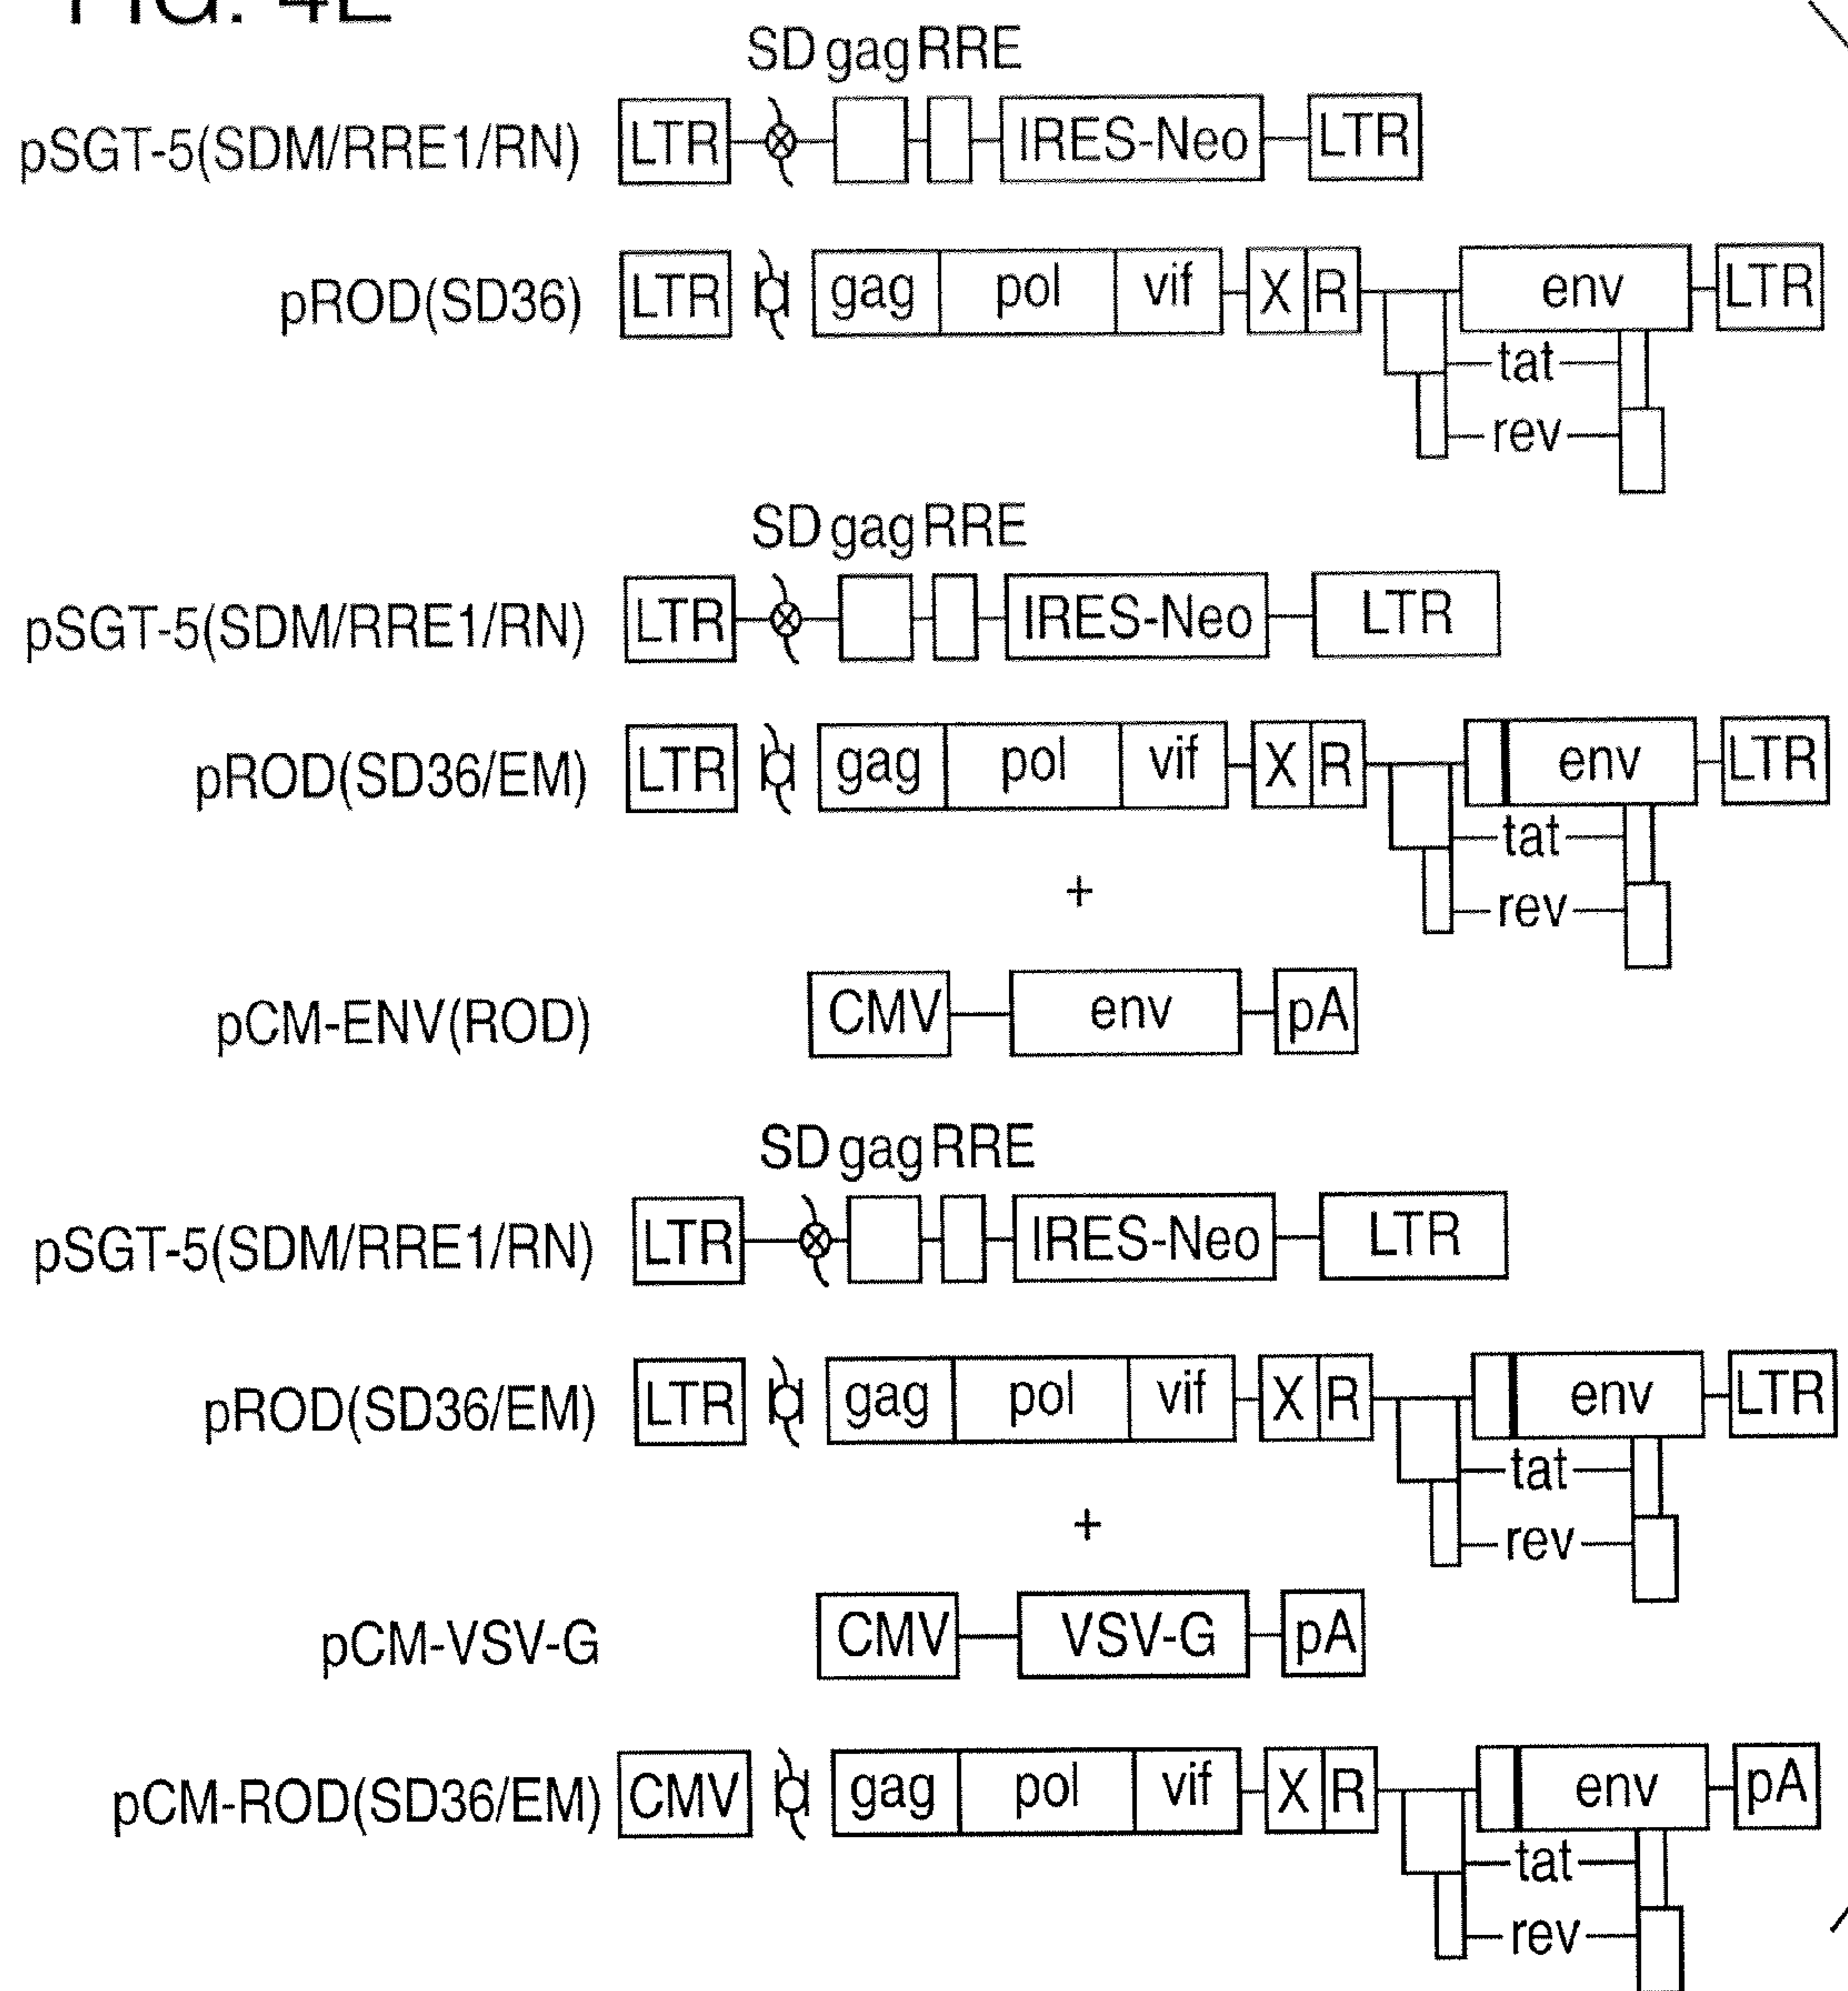 FIG. 4E
SD gag RRE
pSGT-5(SDM/RRE1/RN) LTR IRES-Neo LTR
pROD(SD36) LTR gag pol vif X R env LTR
tat
rev
SD gag RRE
pSGT-5(SDM/RRE1/RN) LTR IRES-Neo LTR
pROD(SD36/EM) LTR gag pol vif X R env LTR
tat
+
rev
pCM-ENV(ROD) CMV env pA
SD gag RRE
pSGT-5(SDM/RRE1/RN) LTR IRES-Neo LTR
pROD(SD36/EM) LTR gag pol vif X R env LTR
tat
+
rev
pCM-VSV-G CMV VSV-G pA
pCM-ROD(SD36/EM) CMV gag pol vif X R env pA
tat
rev